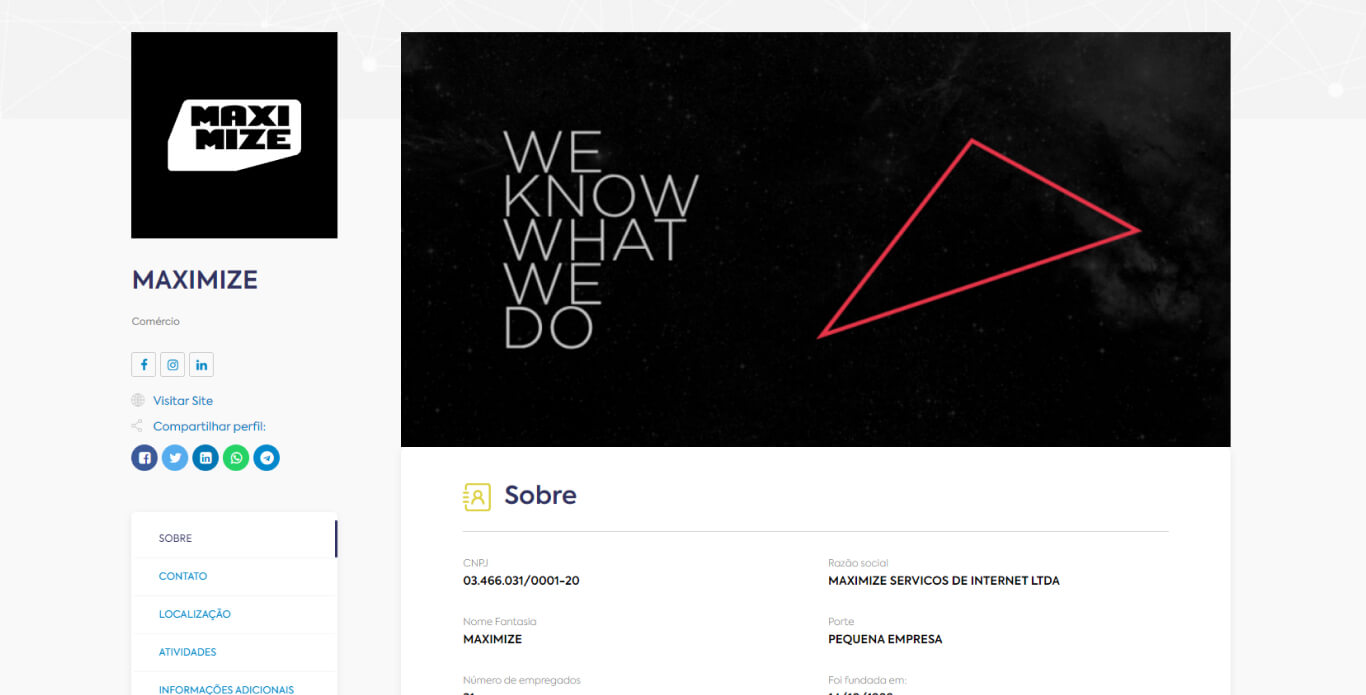 MAXI
MIZE
MAXIMIZE
Comércio
Visitar Site
Compartilhar perfil:
SOBRE
CONTATO
LOCALIZAÇÃO
ATIVIDADES
INFORMAÇÕES ADICIONAIS
WE
KNOW
WHAT
WE
DO
Sobre
CNPJ
03.466.031/0001-20
Razão social
MAXIMIZE SERVICOS DE INTERNET LTDA
Nome Fantasia
MAXIMIZE
Porte
PEQUENA EMPRESA
Número de empregados
Foi fundada em: